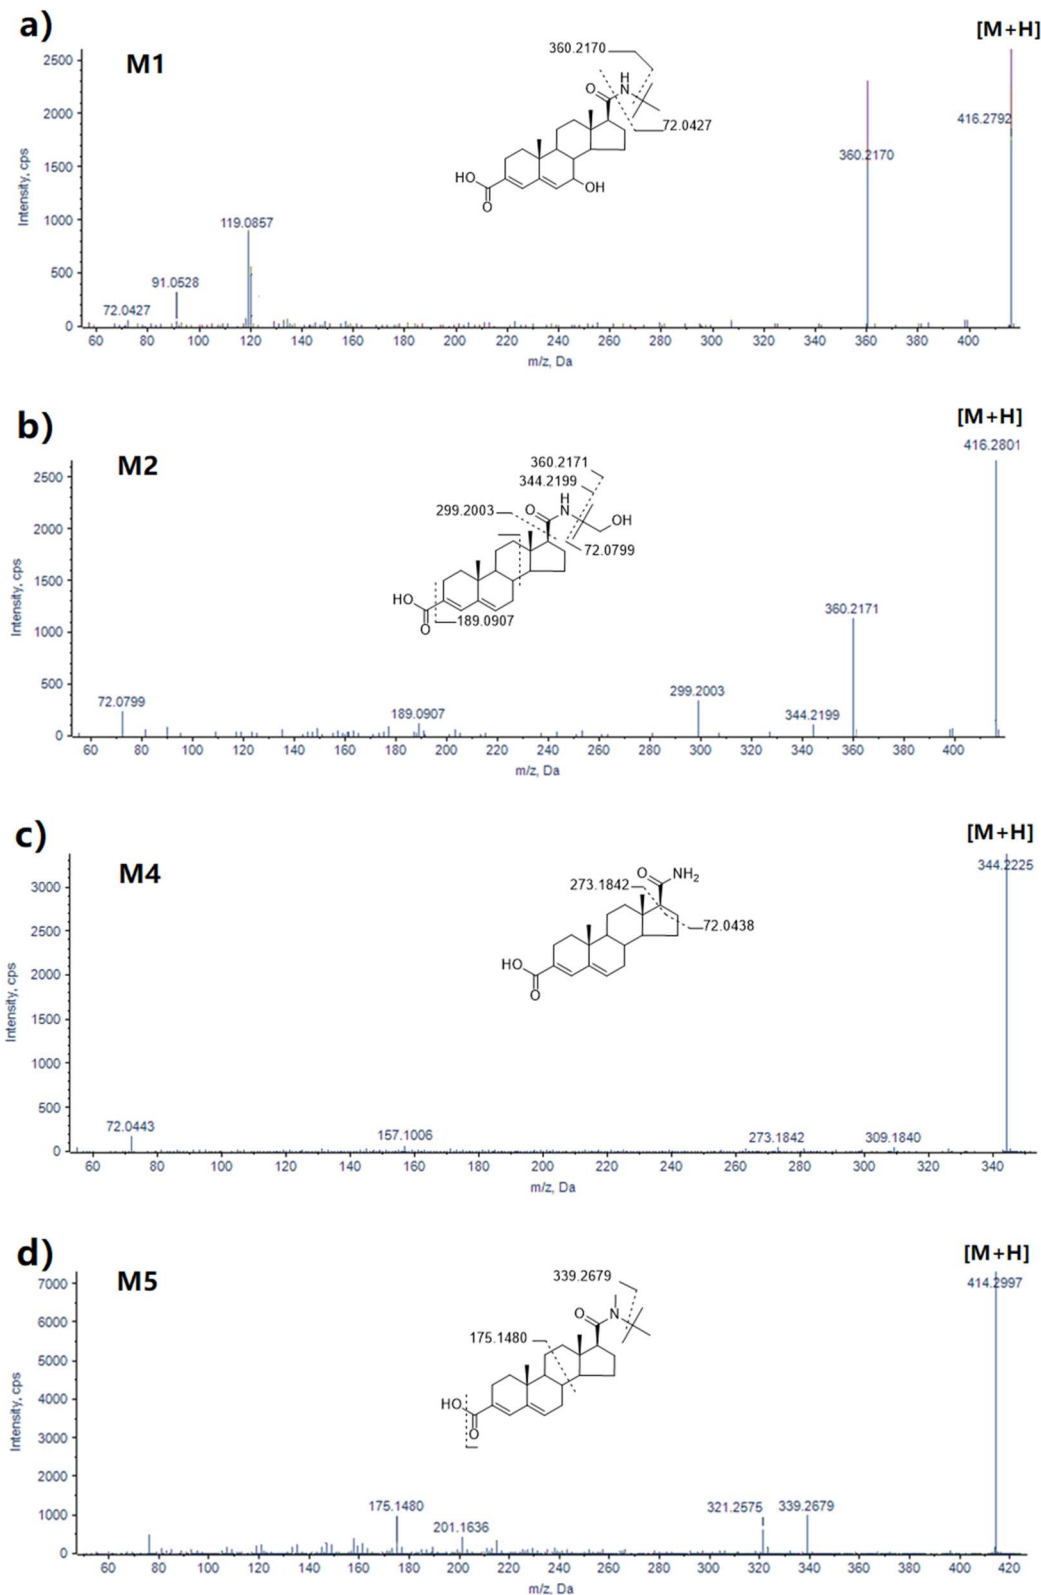 a)
M1
[M+H]
360.2170
H
O
N
72.0427
HO
O
OH
416.2792
360.2170
119.0857
91.0528
72.0427
Intensity, cps
2500
2000
1500
1000
500
0
60 80 100 120 140 160 180 200 220 240 260 280 300 320 340 360 380 400
m/z, Da
b)
M2
[M+H]
416.2801
360.2171
344.2199
299.2003
H
O
N
OH
72.0799
HO
O
189.0907
360.2171
299.2003
344.2199
72.0799
189.0907
Intensity, cps
2500
2000
1500
1000
500
0
60 80 100 120 140 160 180 200 220 240 260 280 300 320 340 360 380 400
m/z, Da
c)
M4
[M+H]
344.2225
273.1842
O
NH2
72.0438
HO
O
72.0443
157.1006
273.1842
309.1840
Intensity, cps
3000
2500
2000
1500
1000
500
0
60 80 100 120 140 160 180 200 220 240 260 280 300 320 340
m/z, Da
d)
M5
[M+H]
414.2997
339.2679
O
N
175.1480
HO
O
175.1480
201.1636
321.2575
339.2679
Intensity, cps
7000
6000
5000
4000
3000
2000
1000
0
60 80 100 120 140 160 180 200 220 240 260 280 300 320 340 360 380 400 420
m/z, Da